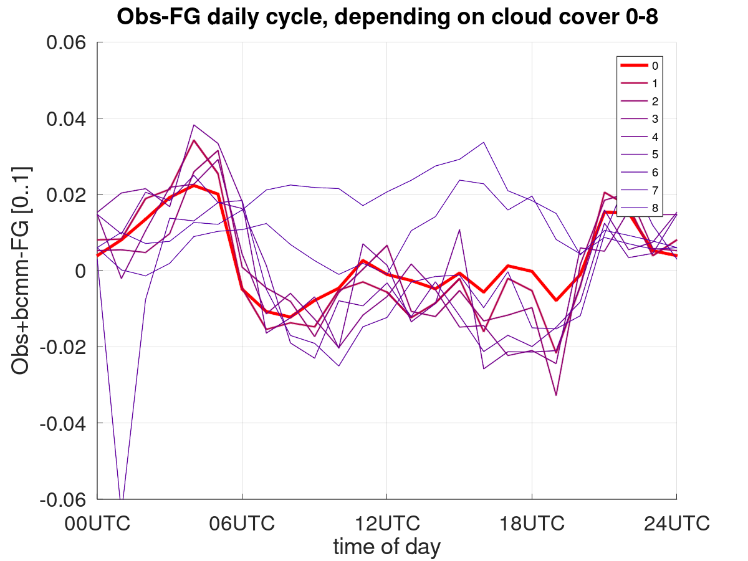 Obs-FG daily cycle, depending on cloud cover 0-8
Obs+bcmm-FG [0..1]
0.06
0.04
0.02
0
-0.02
-0.04
-0.06
00UTC
06UTC
12UTC
18UTC
24UTC
time of day
0
1
2
3
4
5
6
7
8